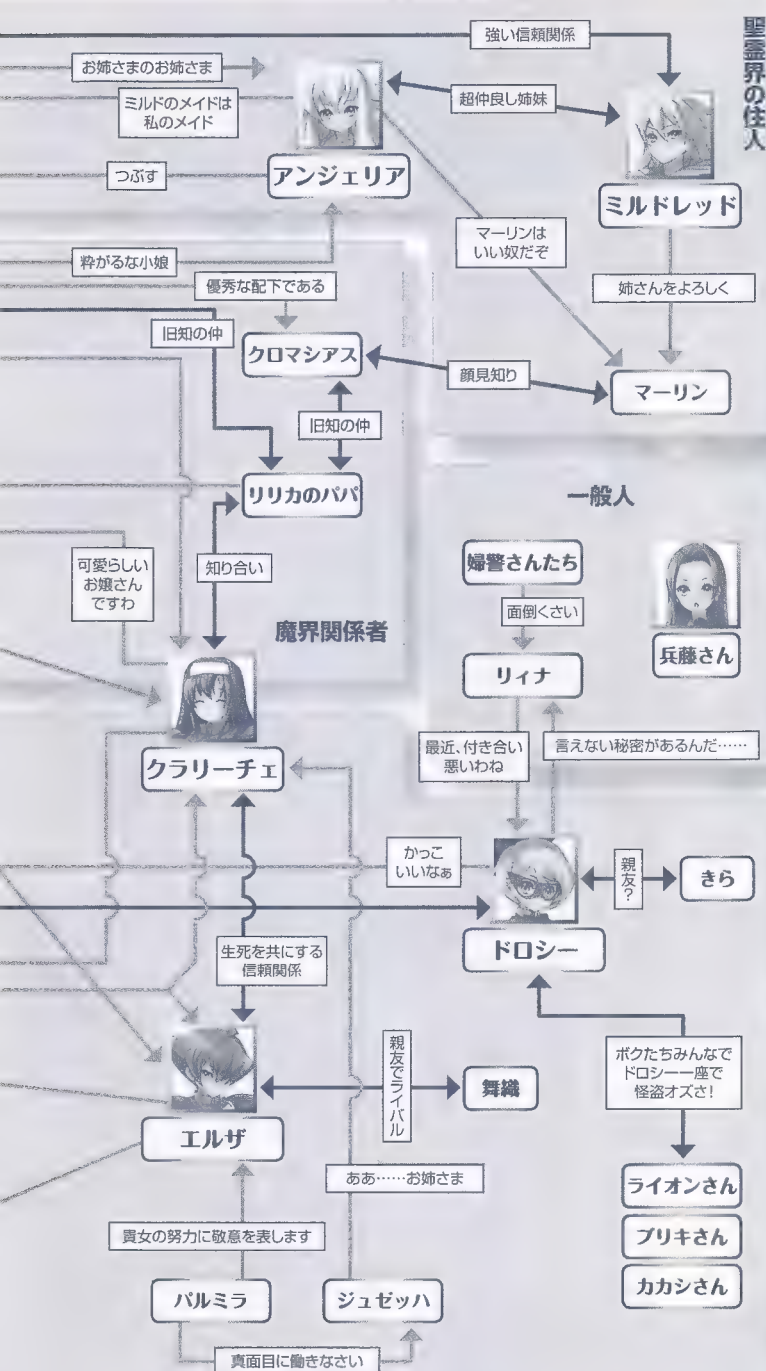 聖霊界の住人
強い信頼関係
お姉さまのお姉さま
ミルドのメイドは
私のメイド
超仲良し姉妹
つぶす
アンジェリア
ミルドレッド
マーリンは
いい奴だぞ
粋がるな小娘
優秀な配下である
姉さんをよろしく
旧知の仲
クロマシアス
顔見知り
マーリン
旧知の仲
リリカのパパ
一般人
可愛らしい
お嬢さん
ですわ
知り合い
婦警さんたち
面倒くさい
兵藤さん
魔界関係者
リィナ
クラリーチェ
最近、付き合い
悪いわね
言えない秘密があるんだ……
かっこ
いいなぁ
親友?
きら
ドロシー
生死を共にする
信頼関係
親友でライバル
舞織
ボクたちみんなで
ドロシー一座で
怪盗オズさ!
エルザ
ああ……お姉さま
ライオンさん
ブリキさん
カカシさん
貴女の努力に敬意を表します
パルミラ
ジュゼッハ
真面目に働きなさい